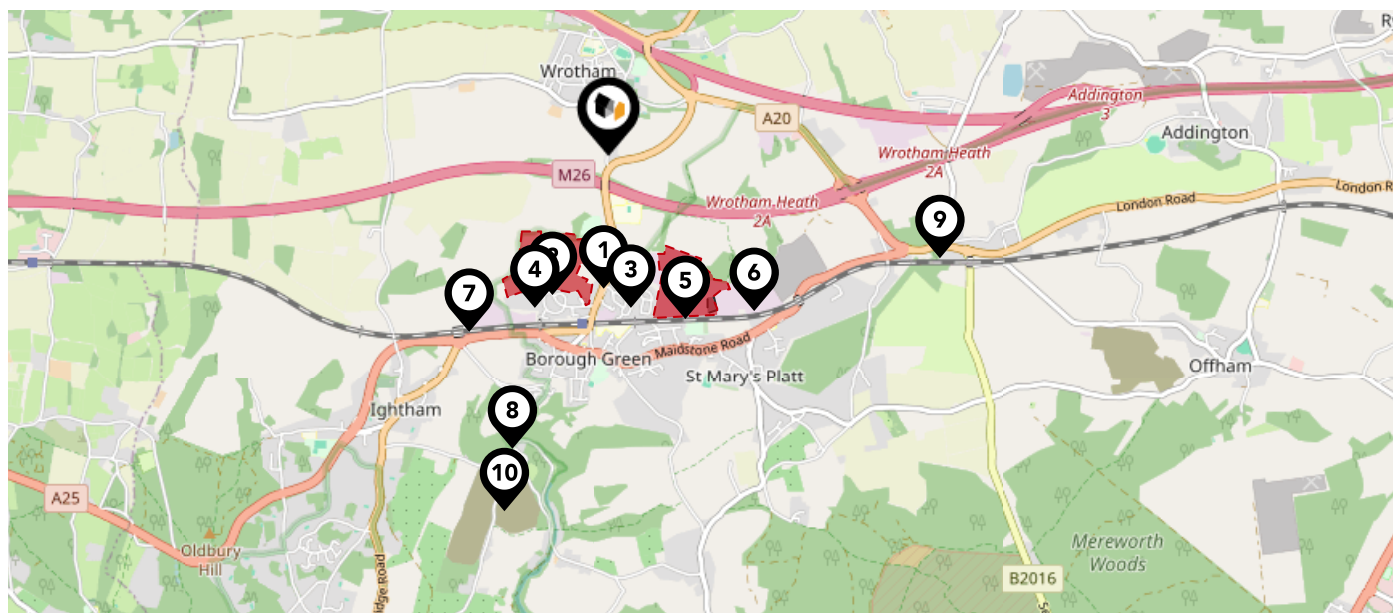 Wrotham
A20
Addington
3
Addington
Wrotham Heath
2A
M26
Wrotham Heath
2A
London Road
London R
9
1
2
4
3
5
6
7
Borough Green
Maidstone Road
St Mary's Platt
Offham
8
Ightham
10
A25
Oldbury
Hill
Mereworth
Woods
B2016